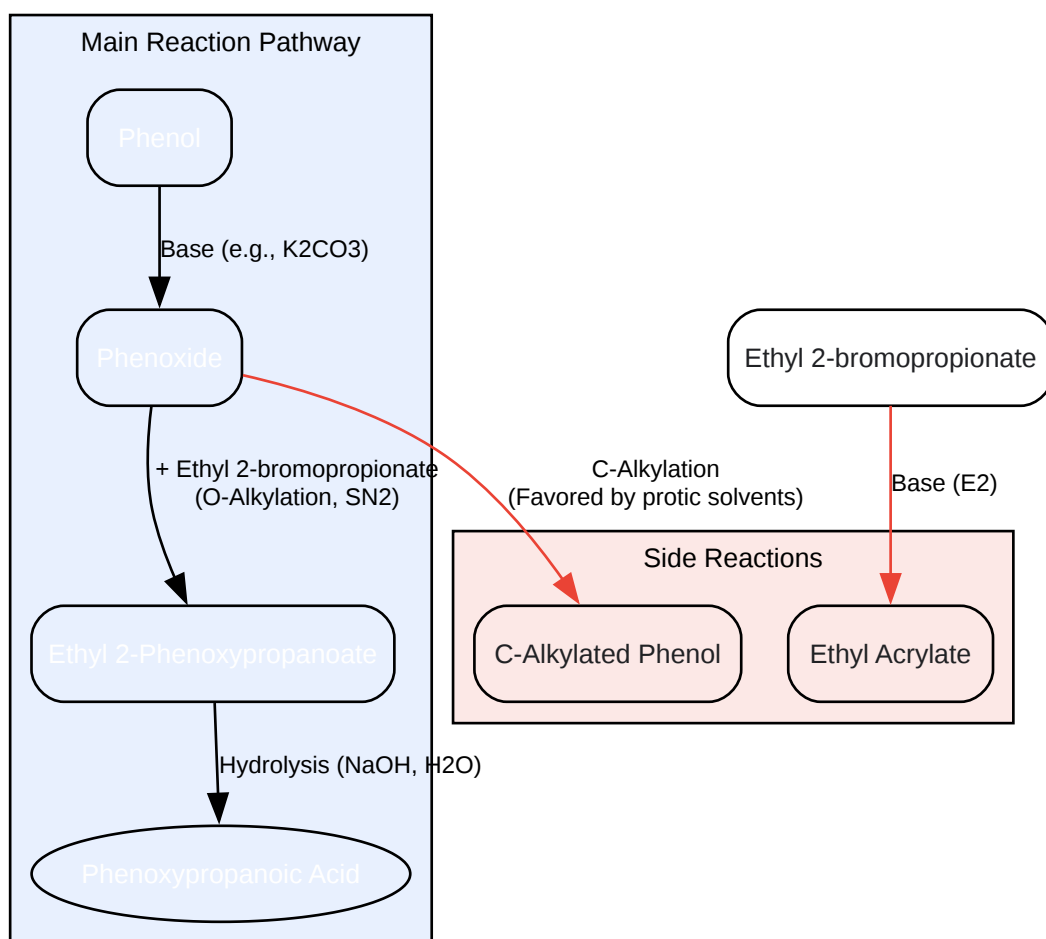 Main Reaction Pathway
Phenol
Base (e.g., K2CO3)
Phenoxide
Ethyl 2-bromopropionate
+ Ethyl 2-bromopropionate
(O-Alkylation, SN2)
C-Alkylation
(Favored by protic solvents)
Base (E2)
Side Reactions
Ethyl 2-Phenoxypropanoate
C-Alkylated Phenol
Ethyl Acrylate
Hydrolysis (NaOH, H2O)
Phenoxypropanoic Acid